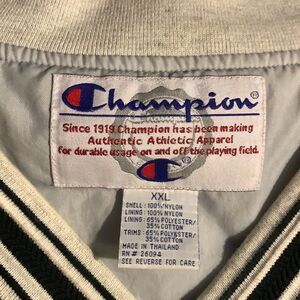 Champion®
Since 1919 Champion has been making
Authentic Athletic Apparel
for durable usage on and off the playing field.
XXL
SHELL: 100% NYLON
LINING: 100% NYLON
LINING: 65% POLYESTER/
35% COTTON
TRIMS: 65% POLYESTER/
35% COTTON
MADE IN THAILAND
RN # 26094
SEE REVERSE FOR CARE